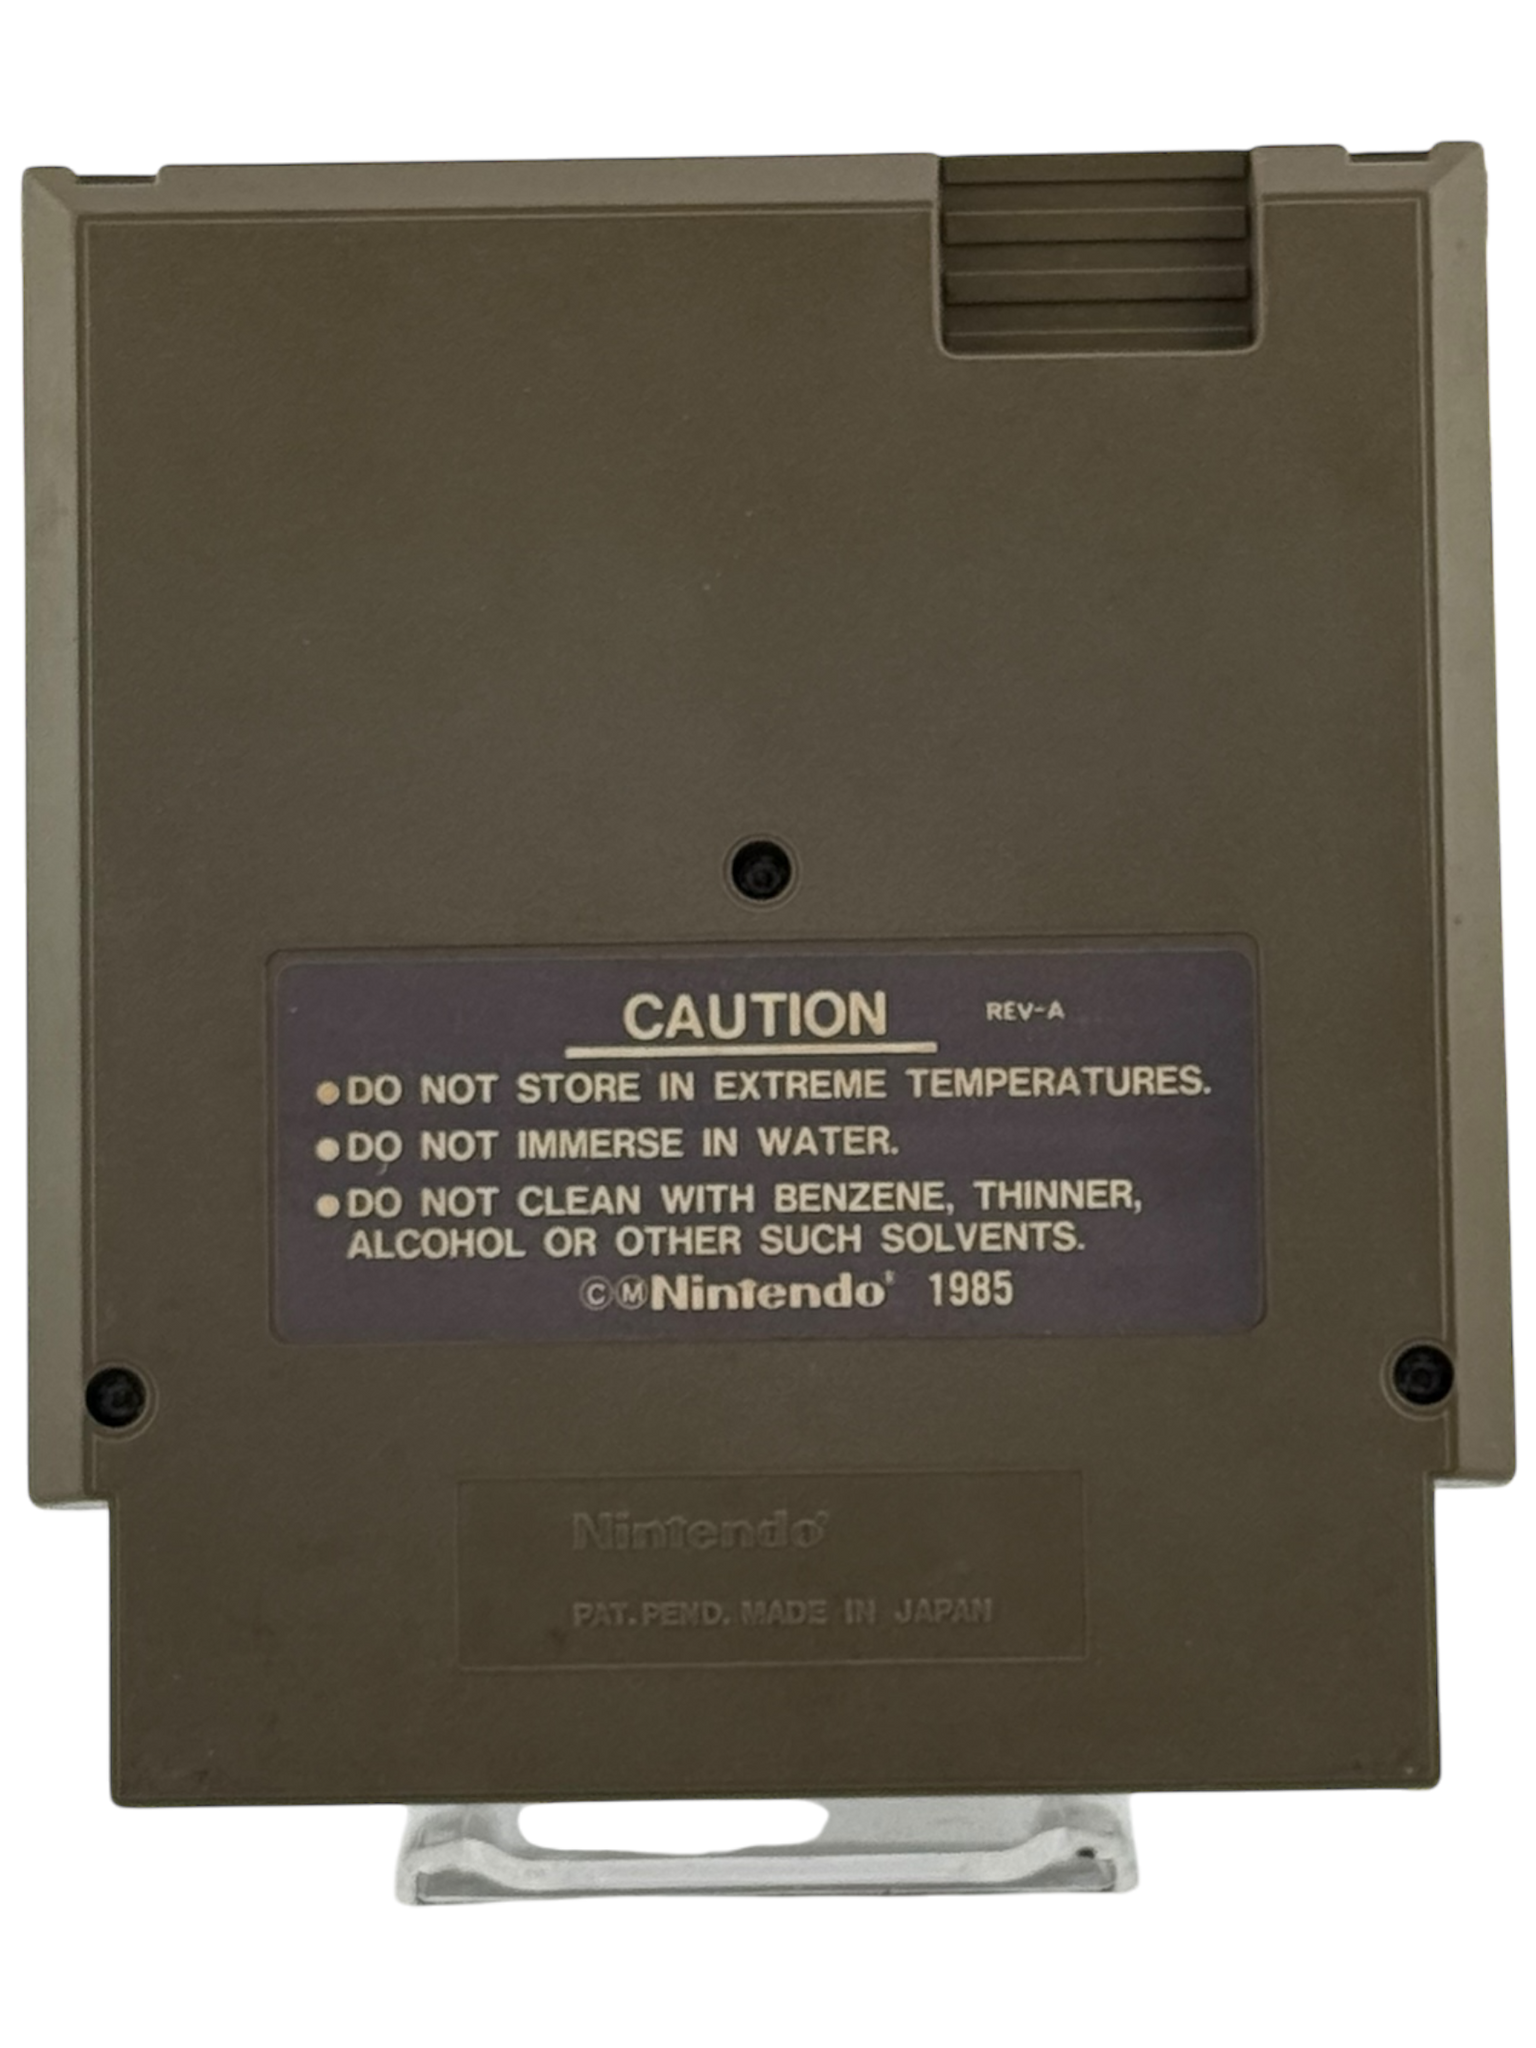 CAUTION REV-A
●DO NOT STORE IN EXTREME TEMPERATURES.
●DO NOT IMMERSE IN WATER.
●DO NOT CLEAN WITH BENZENE, THINNER,
ALCOHOL OR OTHER SUCH SOLVENTS.
ⒸⓂNintendo® 1985
Nintendo®
PAT. PEND. MADE IN JAPAN